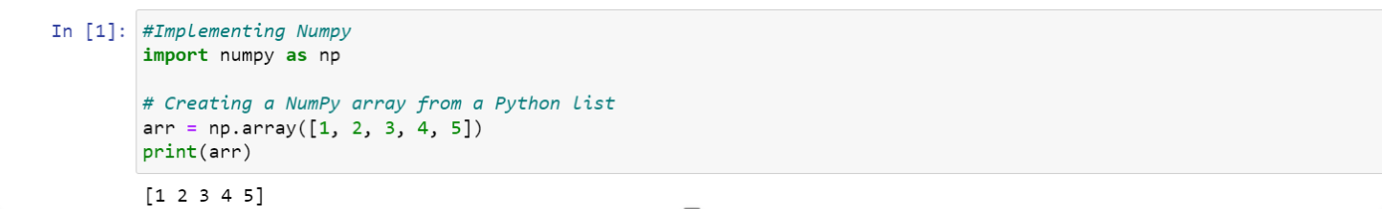 In [1]: #Implementing Numpy
import numpy as np
# Creating a NumPy array from a Python list
arr = np.array([1, 2, 3, 4, 5])
print(arr)
[1 2 3 4 5]